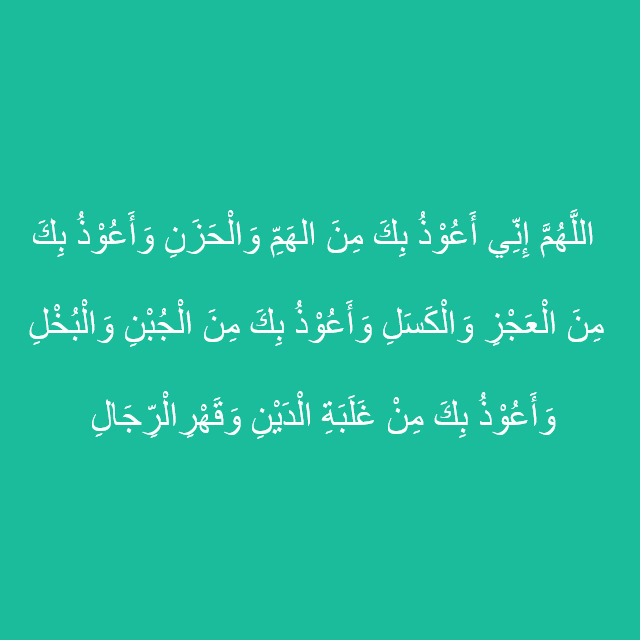 اللَّهُمَّ إِنِّي أَعُوْذُ بِكَ مِنَ الهَمِّ وَالْحَزَنِ وَأَعُوْذُ بِكَ
مِنَ الْعَجْزِ وَالْكَسَلِ وَأَعُوْذُ بِكَ مِنَ الْجُبْنِ وَالْبُخْلِ
وَأَعُوْذُ بِكَ مِنْ غَلَبَةِ الْدَيْنِ وَقَهْرِالْرِّجَالِ